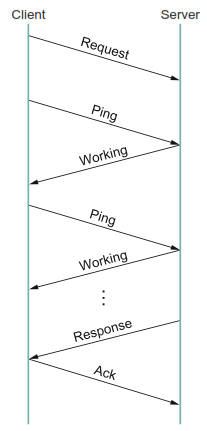 Client Server
Request
Ping
Working
Ping
Working
Response
Ack